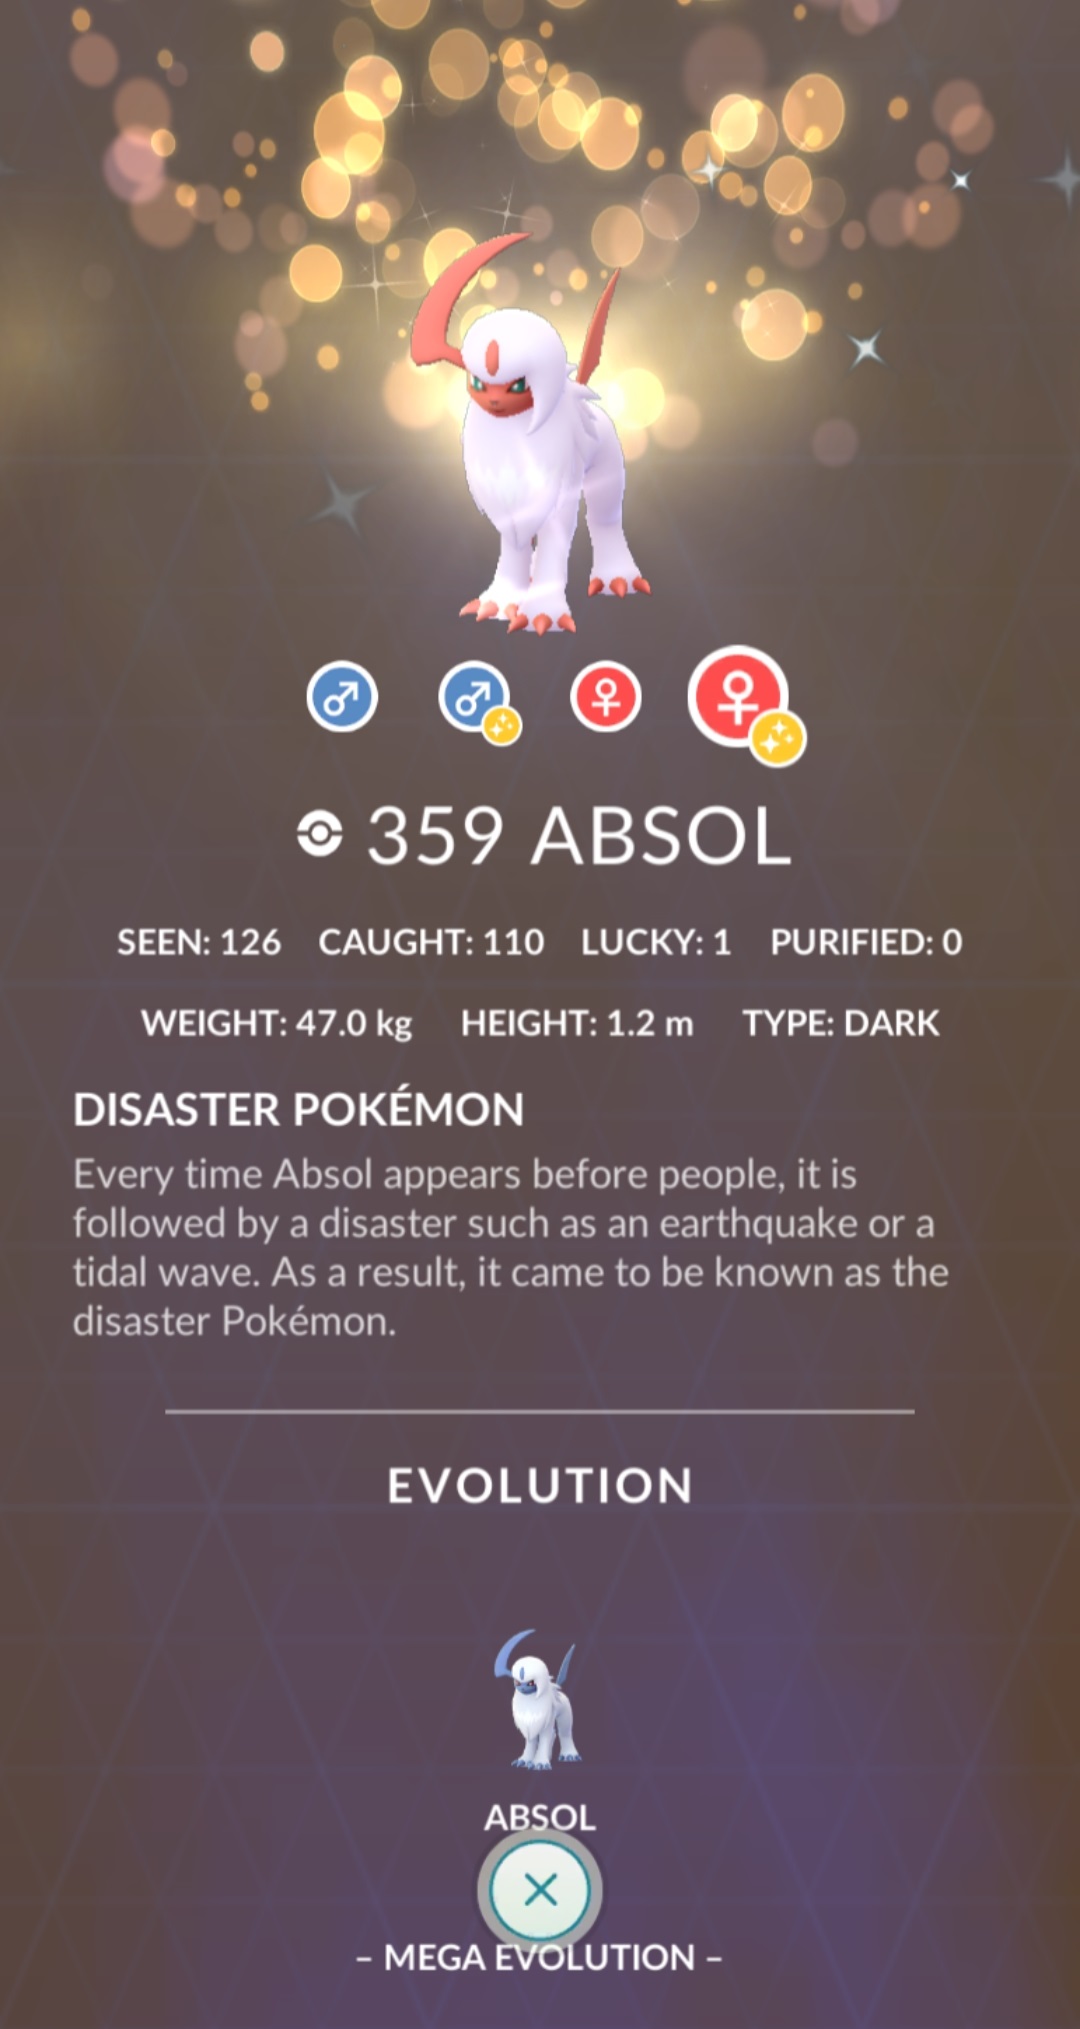 359 ABSOL
SEEN: 126 CAUGHT: 110 LUCKY: 1 PURIFIED: 0
WEIGHT: 47.0 kg HEIGHT: 1.2 m TYPE: DARK
DISASTER POKÉMON
Every time Absol appears before people, it is
followed by a disaster such as an earthquake or a
tidal wave. As a result, it came to be known as the
disaster Pokémon.
EVOLUTION
ABSOL
– MEGA EVOLUTION –